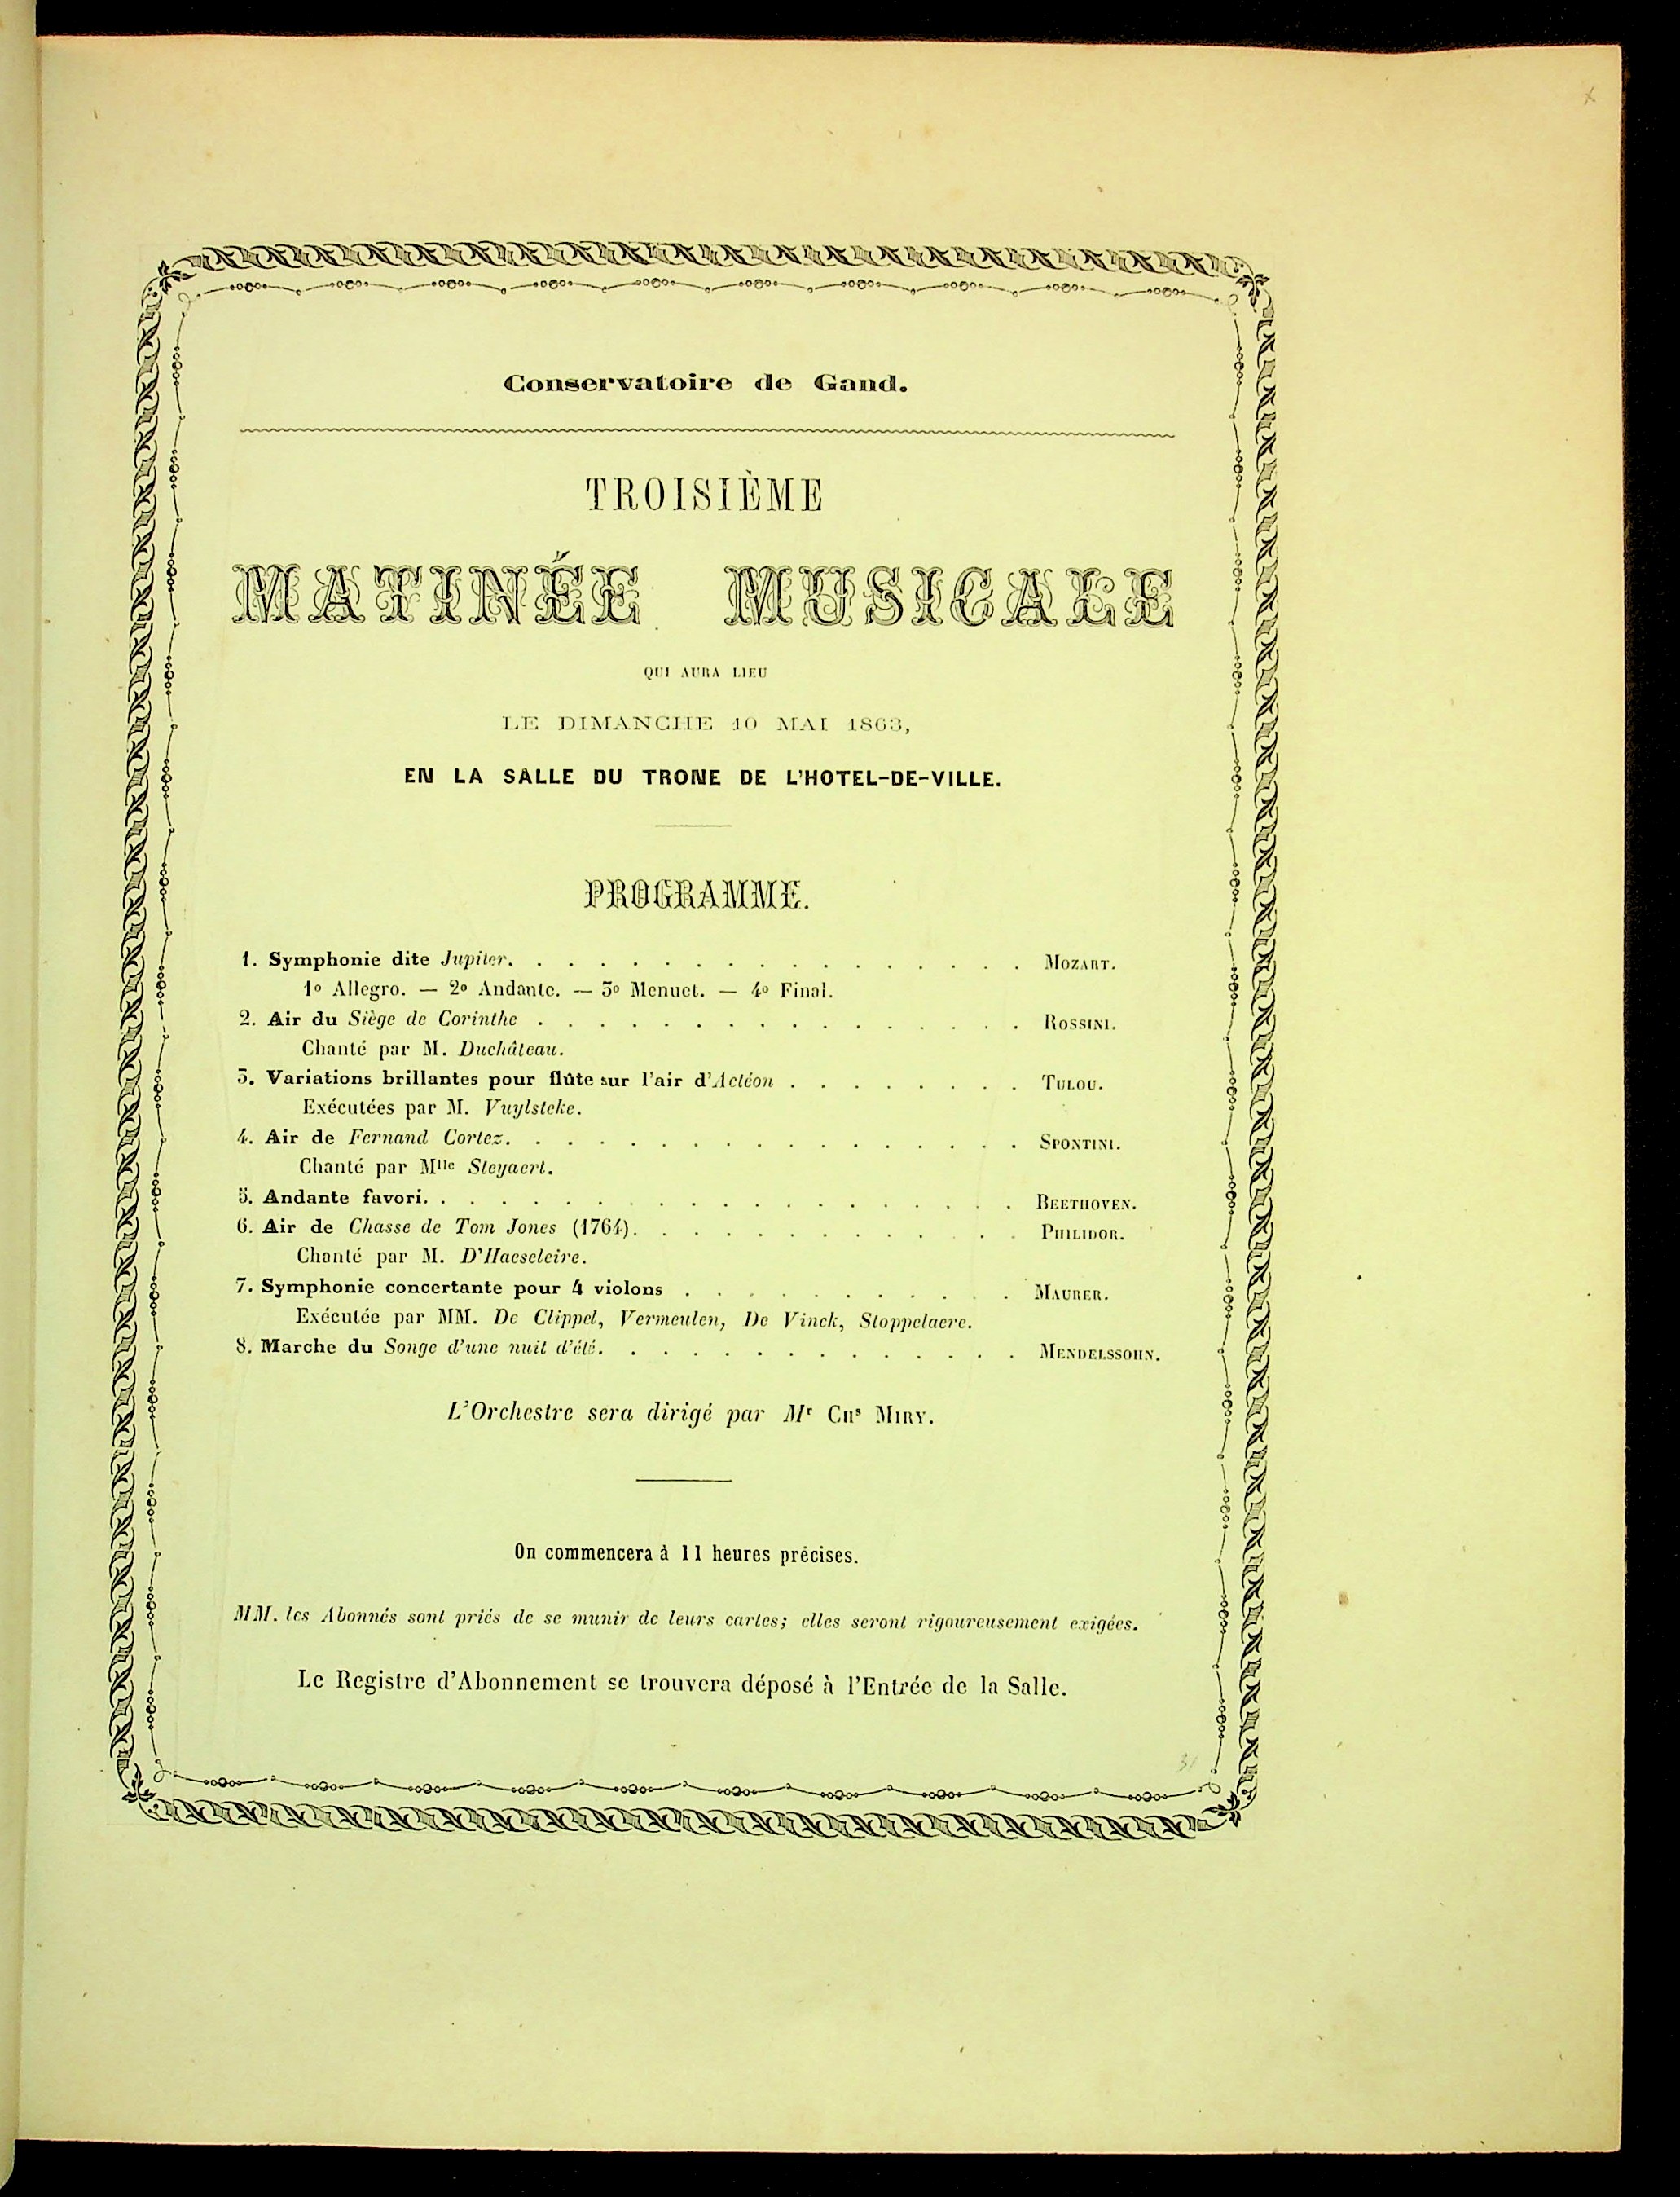 Conservatoire de Gand.
TROISIÈME
MATINÉE MUSICALE
QUI AURA LIEU
LE DIMANCHE 10 MAI 1863,
EN LA SALLE DU TRONE DE L'HOTEL-DE-VILLE.
PROGRAMME.
1. Symphonie dite Jupiter. . . . . . . . . . . . . . . . . MOZART.
1º Allegro. — 2º Andante. — 3º Menuet. — 4º Final.
2. Air du Siège de Corinthe . . . . . . . . . . . . . . . . ROSSINI.
Chanté par M. Duchâteau.
3. Variations brillantes pour flûte sur l'air d'Actéon . . . . . . . . TULOU.
Exécutées par M. Vuylsteke.
4. Air de Fernand Cortez. . . . . . . . . . . . . . . . . SPONTINI.
Chanté par Mlle Steyaert.
5. Andante favori. . . . . . . . . . . . . . . . . . . . BEETHOVEN.
6. Air de Chasse de Tom Jones (1764). . . . . . . . . . . . . PHILIDOR.
Chanté par M. D'Haeseleire.
7. Symphonie concertante pour 4 violons . . . . . . . . . . . MAURER.
Exécutée par MM. De Clippel, Vermeulen, De Vinck, Stoppelaere.
8. Marche du Songe d'une nuit d'été. . . . . . . . . . . . . . MENDELSSOHN.
L'Orchestre sera dirigé par Mr CHs MIRY.
On commencera à 11 heures précises.
MM. les Abonnés sont priés de se munir de leurs cartes; elles seront rigoureusement exigées.
Le Registre d'Abonnement se trouvera déposé à l'Entrée de la Salle.
31